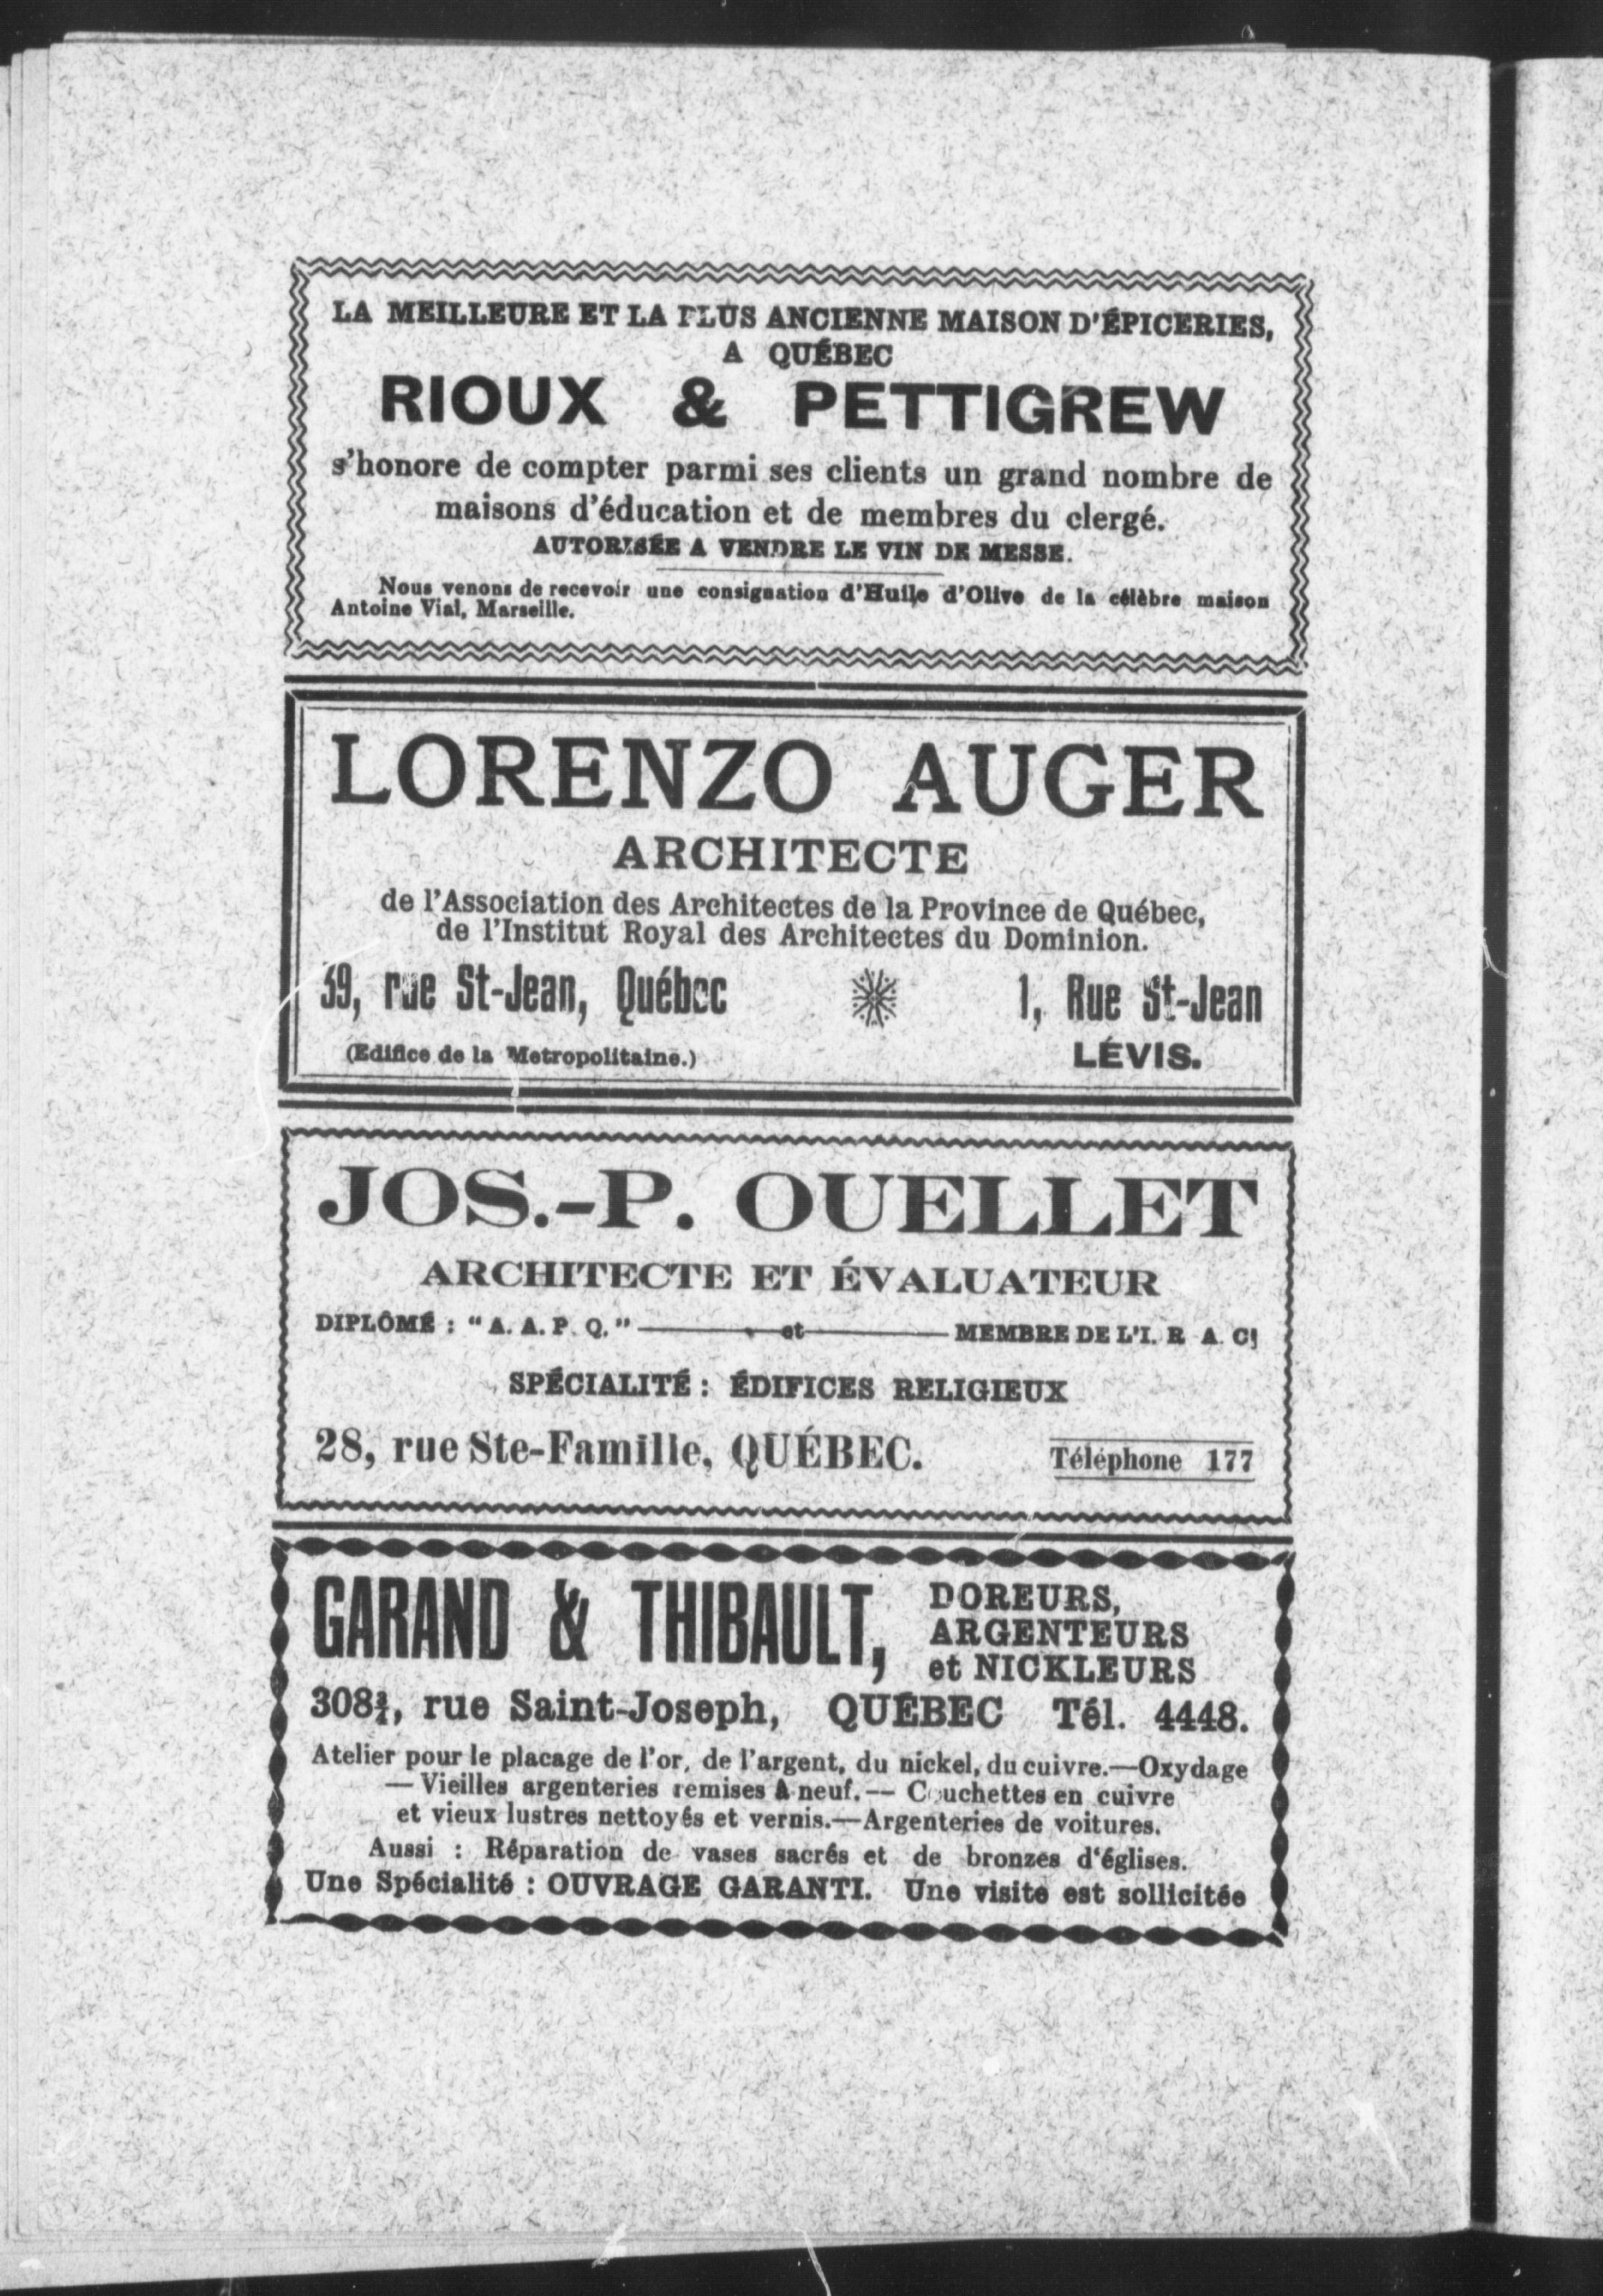 LA MEILLEURE ET LA PLUS ANCIENNE MAISON D'ÉPICERIES,
A QUÉBEC
RIOUX & PETTIGREW
s'honore de compter parmi ses clients un grand nombre de
maisons d'éducation et de membres du clergé.
AUTORISÉE A VENDRE LE VIN DE MESSE.
Nous venons de recevoir une consignation d'Huile d'Olive de la célèbre maison
Antoine Vial, Marseille.
LORENZO AUGER
ARCHITECTE
de l'Association des Architectes de la Province de Québec,
de l'Institut Royal des Architectes du Dominion.
39, rue St-Jean, Québec 1, Rue St-Jean
(Edifice de la Metropolitaine.) LÉVIS.
JOS.-P. OUELLET
ARCHITECTE ET ÉVALUATEUR
DIPLÔMÉ : "A. A. P. Q." — et — MEMBRE DE L'I. R. A. C.
SPÉCIALITÉ : ÉDIFICES RELIGIEUX
28, rue Ste-Famille, QUÉBEC. Téléphone 177
GARAND & THIBAULT, DOREURS,
ARGENTEURS
et NICKLEURS
308¾, rue Saint-Joseph, QUÉBEC Tél. 4448.
Atelier pour le placage de l'or, de l'argent, du nickel, du cuivre.—Oxydage
— Vieilles argenteries remises à neuf. — Couchettes en cuivre
et vieux lustres nettoyés et vernis.—Argenteries de voitures.
Aussi : Réparation de vases sacrés et de bronzes d'églises.
Une Spécialité : OUVRAGE GARANTI. Une visite est sollicitée